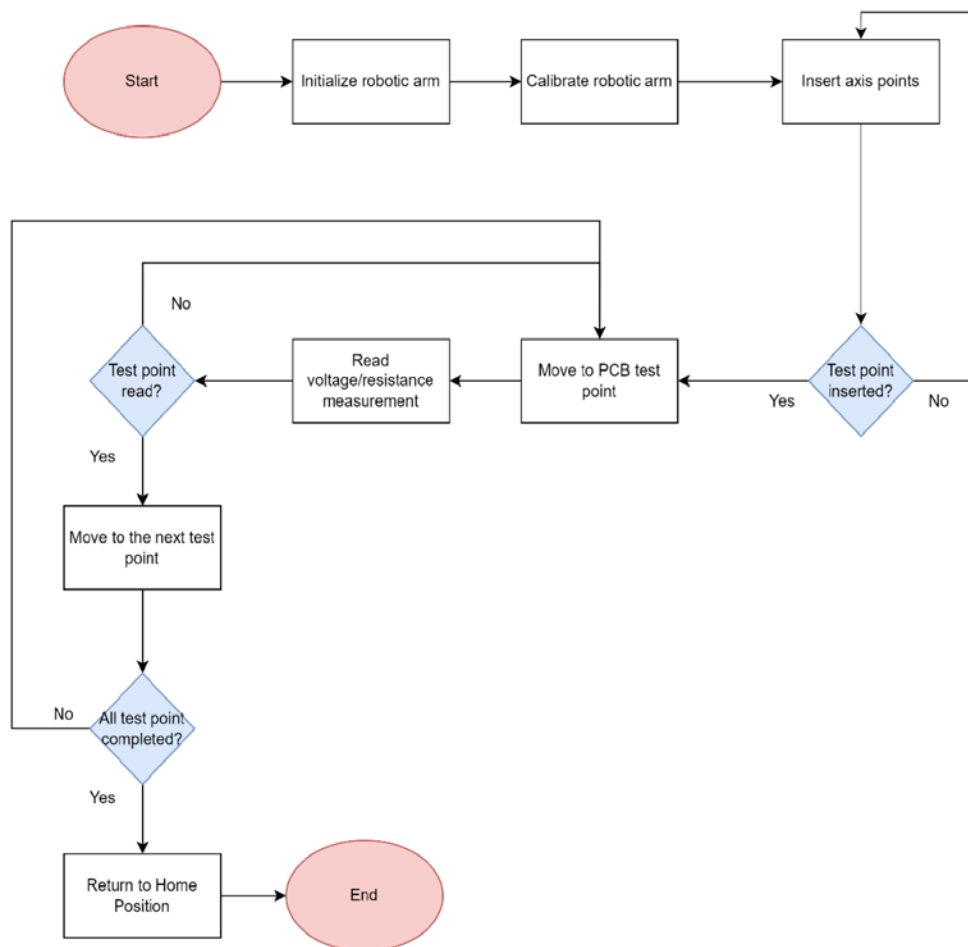 Start
Initialize robotic arm
Calibrate robotic arm
Insert axis points
No
Test point
read?
Read
voltage/resistance
measurement
Move to PCB test
point
Yes
Test point
inserted?
No
Yes
Move to the next test
point
No
All test point
completed?
Yes
Return to Home
Position
End